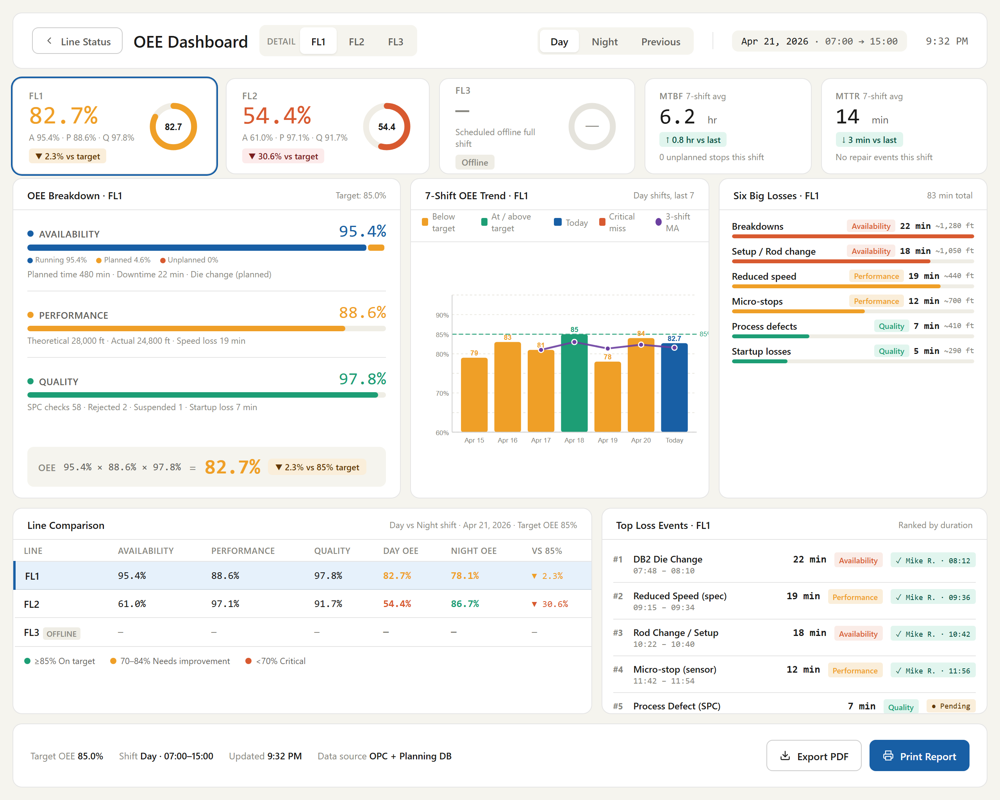 Line Status
OEE Dashboard
DETAIL FL1 FL2 FL3
Day Night Previous
Apr 21, 2026 · 07:00 → 15:00
9:32 PM
FL1
82.7%
A 95.4% · P 88.6% · Q 97.8%
▼ 2.3% vs target
82.7
FL2
54.4%
A 61.0% · P 97.1% · Q 91.7%
▼ 30.6% vs target
54.4
FL3
—
Scheduled offline full
shift
Offline
—
MTBF 7-shift avg
6.2 hr
↑ 0.8 hr vs last
0 unplanned stops this shift
MTTR 7-shift avg
14 min
↓ 3 min vs last
No repair events this shift
OEE Breakdown · FL1
Target: 85.0%
AVAILABILITY 95.4%
Running 95.4% Planned 4.6% Unplanned 0%
Planned time 480 min · Downtime 22 min · Die change (planned)
PERFORMANCE 88.6%
Theoretical 28,000 ft · Actual 24,800 ft · Speed loss 19 min
QUALITY 97.8%
SPC checks 58 · Rejected 2 · Suspended 1 · Startup loss 7 min
OEE 95.4% × 88.6% × 97.8% = 82.7% ▼ 2.3% vs 85% target
7-Shift OEE Trend · FL1
Day shifts, last 7
Below
target
At / above
target
Today
Critical
miss
3-shift
MA
90%
85%
80%
70%
60%
79
83
81
85
78
84
82.7
85%
Apr 15 Apr 16 Apr 17 Apr 18 Apr 19 Apr 20 Today
Six Big Losses · FL1
83 min total
Breakdowns Availability 22 min ~1,280 ft
Setup / Rod change Availability 18 min ~1,050 ft
Reduced speed Performance 19 min ~440 ft
Micro-stops Performance 12 min ~700 ft
Process defects Quality 7 min ~410 ft
Startup losses Quality 5 min ~290 ft
Line Comparison
Day vs Night shift · Apr 21, 2026 · Target OEE 85%
LINE AVAILABILITY PERFORMANCE QUALITY DAY OEE NIGHT OEE VS 85%
FL1 95.4% 88.6% 97.8% 82.7% 78.1% ▼ 2.3%
FL2 61.0% 97.1% 91.7% 54.4% 86.7% ▼ 30.6%
FL3 OFFLINE — — — — — —
≥85% On target 70–84% Needs improvement <70% Critical
Top Loss Events · FL1
Ranked by duration
#1 DB2 Die Change 22 min Availability ✓ Mike R. · 08:12
07:48 – 08:10
#2 Reduced Speed (spec) 19 min Performance ✓ Mike R. · 09:36
09:15 – 09:34
#3 Rod Change / Setup 18 min Availability ✓ Mike R. · 10:42
10:22 – 10:40
#4 Micro-stop (sensor) 12 min Performance ✓ Mike R. · 11:56
11:42 – 11:54
#5 Process Defect (SPC) 7 min Quality • Pending
Target OEE 85.0% Shift Day · 07:00–15:00 Updated 9:32 PM Data source OPC + Planning DB
Export PDF
Print Report